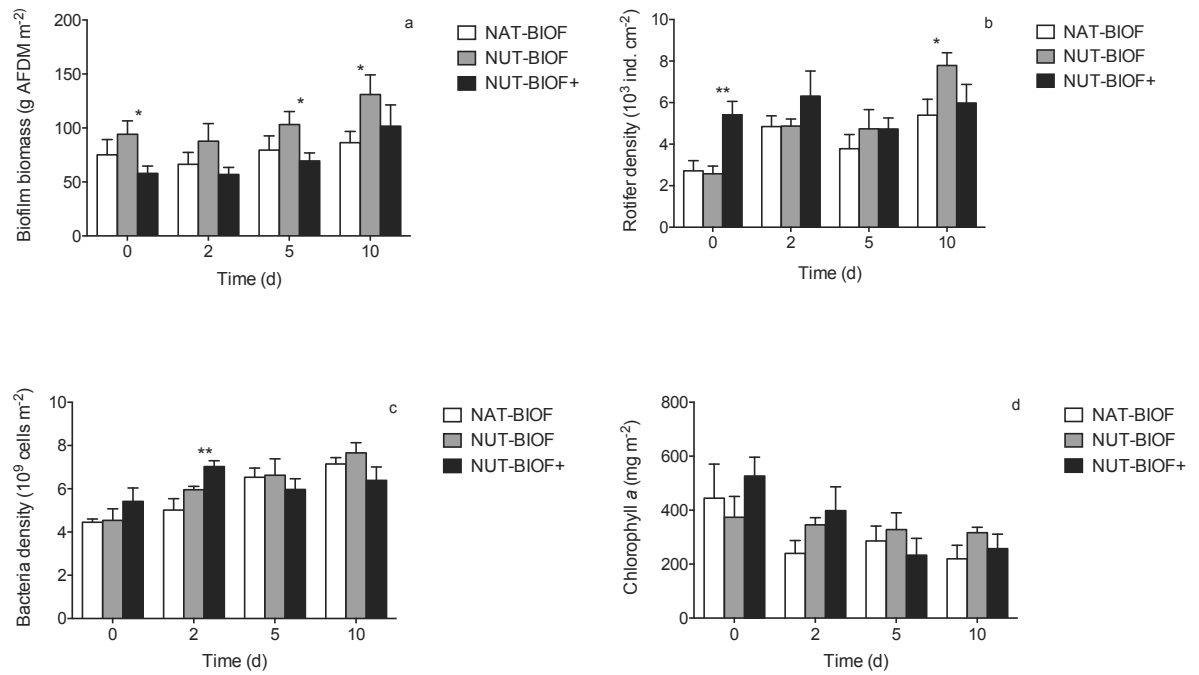 a
Biofilm biomass (g AFDM m-2)
200
150
100
50
0
*
*
*
0 2 5 10
Time (d)
NAT-BIOF
NUT-BIOF
NUT-BIOF+
b
Rotifer density (10³ ind. cm-2)
10
8
6
4
2
0
**
*
0 2 5 10
Time (d)
NAT-BIOF
NUT-BIOF
NUT-BIOF+
c
Bacteria density (10⁹ cells m-2)
10
8
6
4
2
0
**
0 2 5 10
Time (d)
NAT-BIOF
NUT-BIOF
NUT-BIOF+
d
Chlorophyll a (mg m-2)
800
600
400
200
0
0 2 5 10
Time (d)
NAT-BIOF
NUT-BIOF
NUT-BIOF+